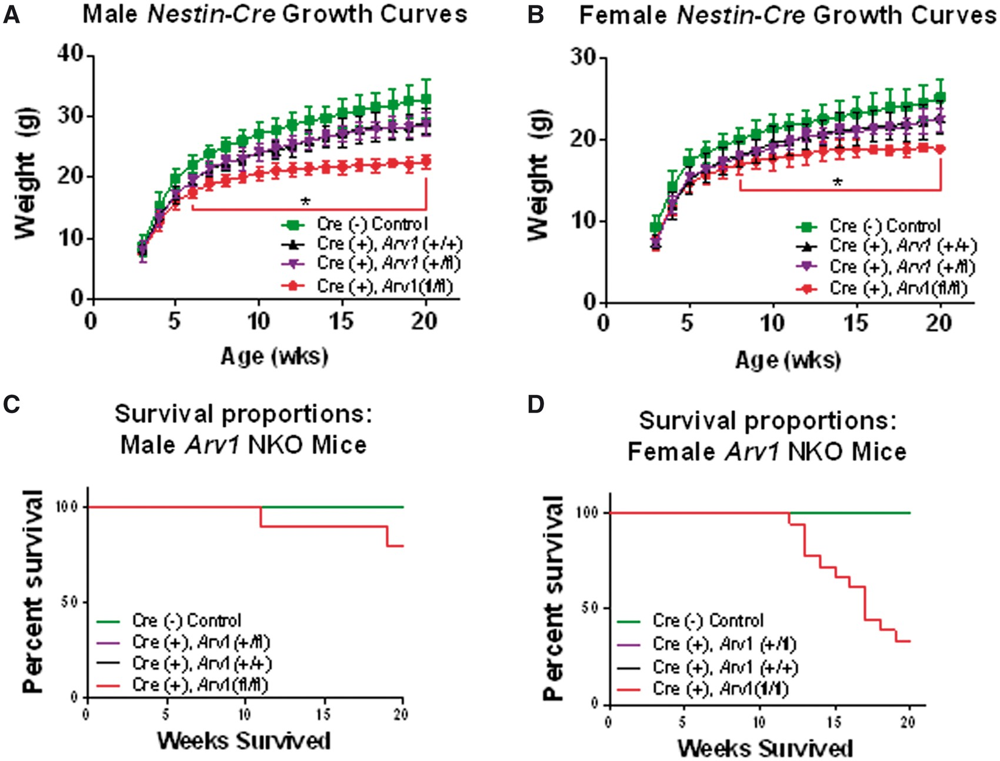 A
Male Nestin-Cre Growth Curves
Weight (g)
40
30
20
10
0
*
Cre (-) Control
Cre (+), Arv1 (+/+)
Cre (+), Arv1 (+/fl)
Cre (+), Arv1(fl/fl)
0 5 10 15 20
Age (wks)
B
Female Nestin-Cre Growth Curves
Weight (g)
30
20
10
0
*
Cre (-) Control
Cre (+), Arv1 (+/+)
Cre (+), Arv1 (+/fl)
Cre (+), Arv1(fl/fl)
0 5 10 15 20
Age (wks)
C
Survival proportions:
Male Arv1 NKO Mice
Percent survival
100
50
0
Cre (-) Control
Cre (+), Arv1 (+/fl)
Cre (+), Arv1 (+/+)
Cre (+), Arv1(fl/fl)
0 5 10 15 20
Weeks Survived
D
Survival proportions:
Female Arv1 NKO Mice
Percent survival
100
50
0
Cre (-) Control
Cre (+), Arv1 (+/fl)
Cre (+), Arv1 (+/+)
Cre (+), Arv1(fl/fl)
0 5 10 15 20
Weeks Survived